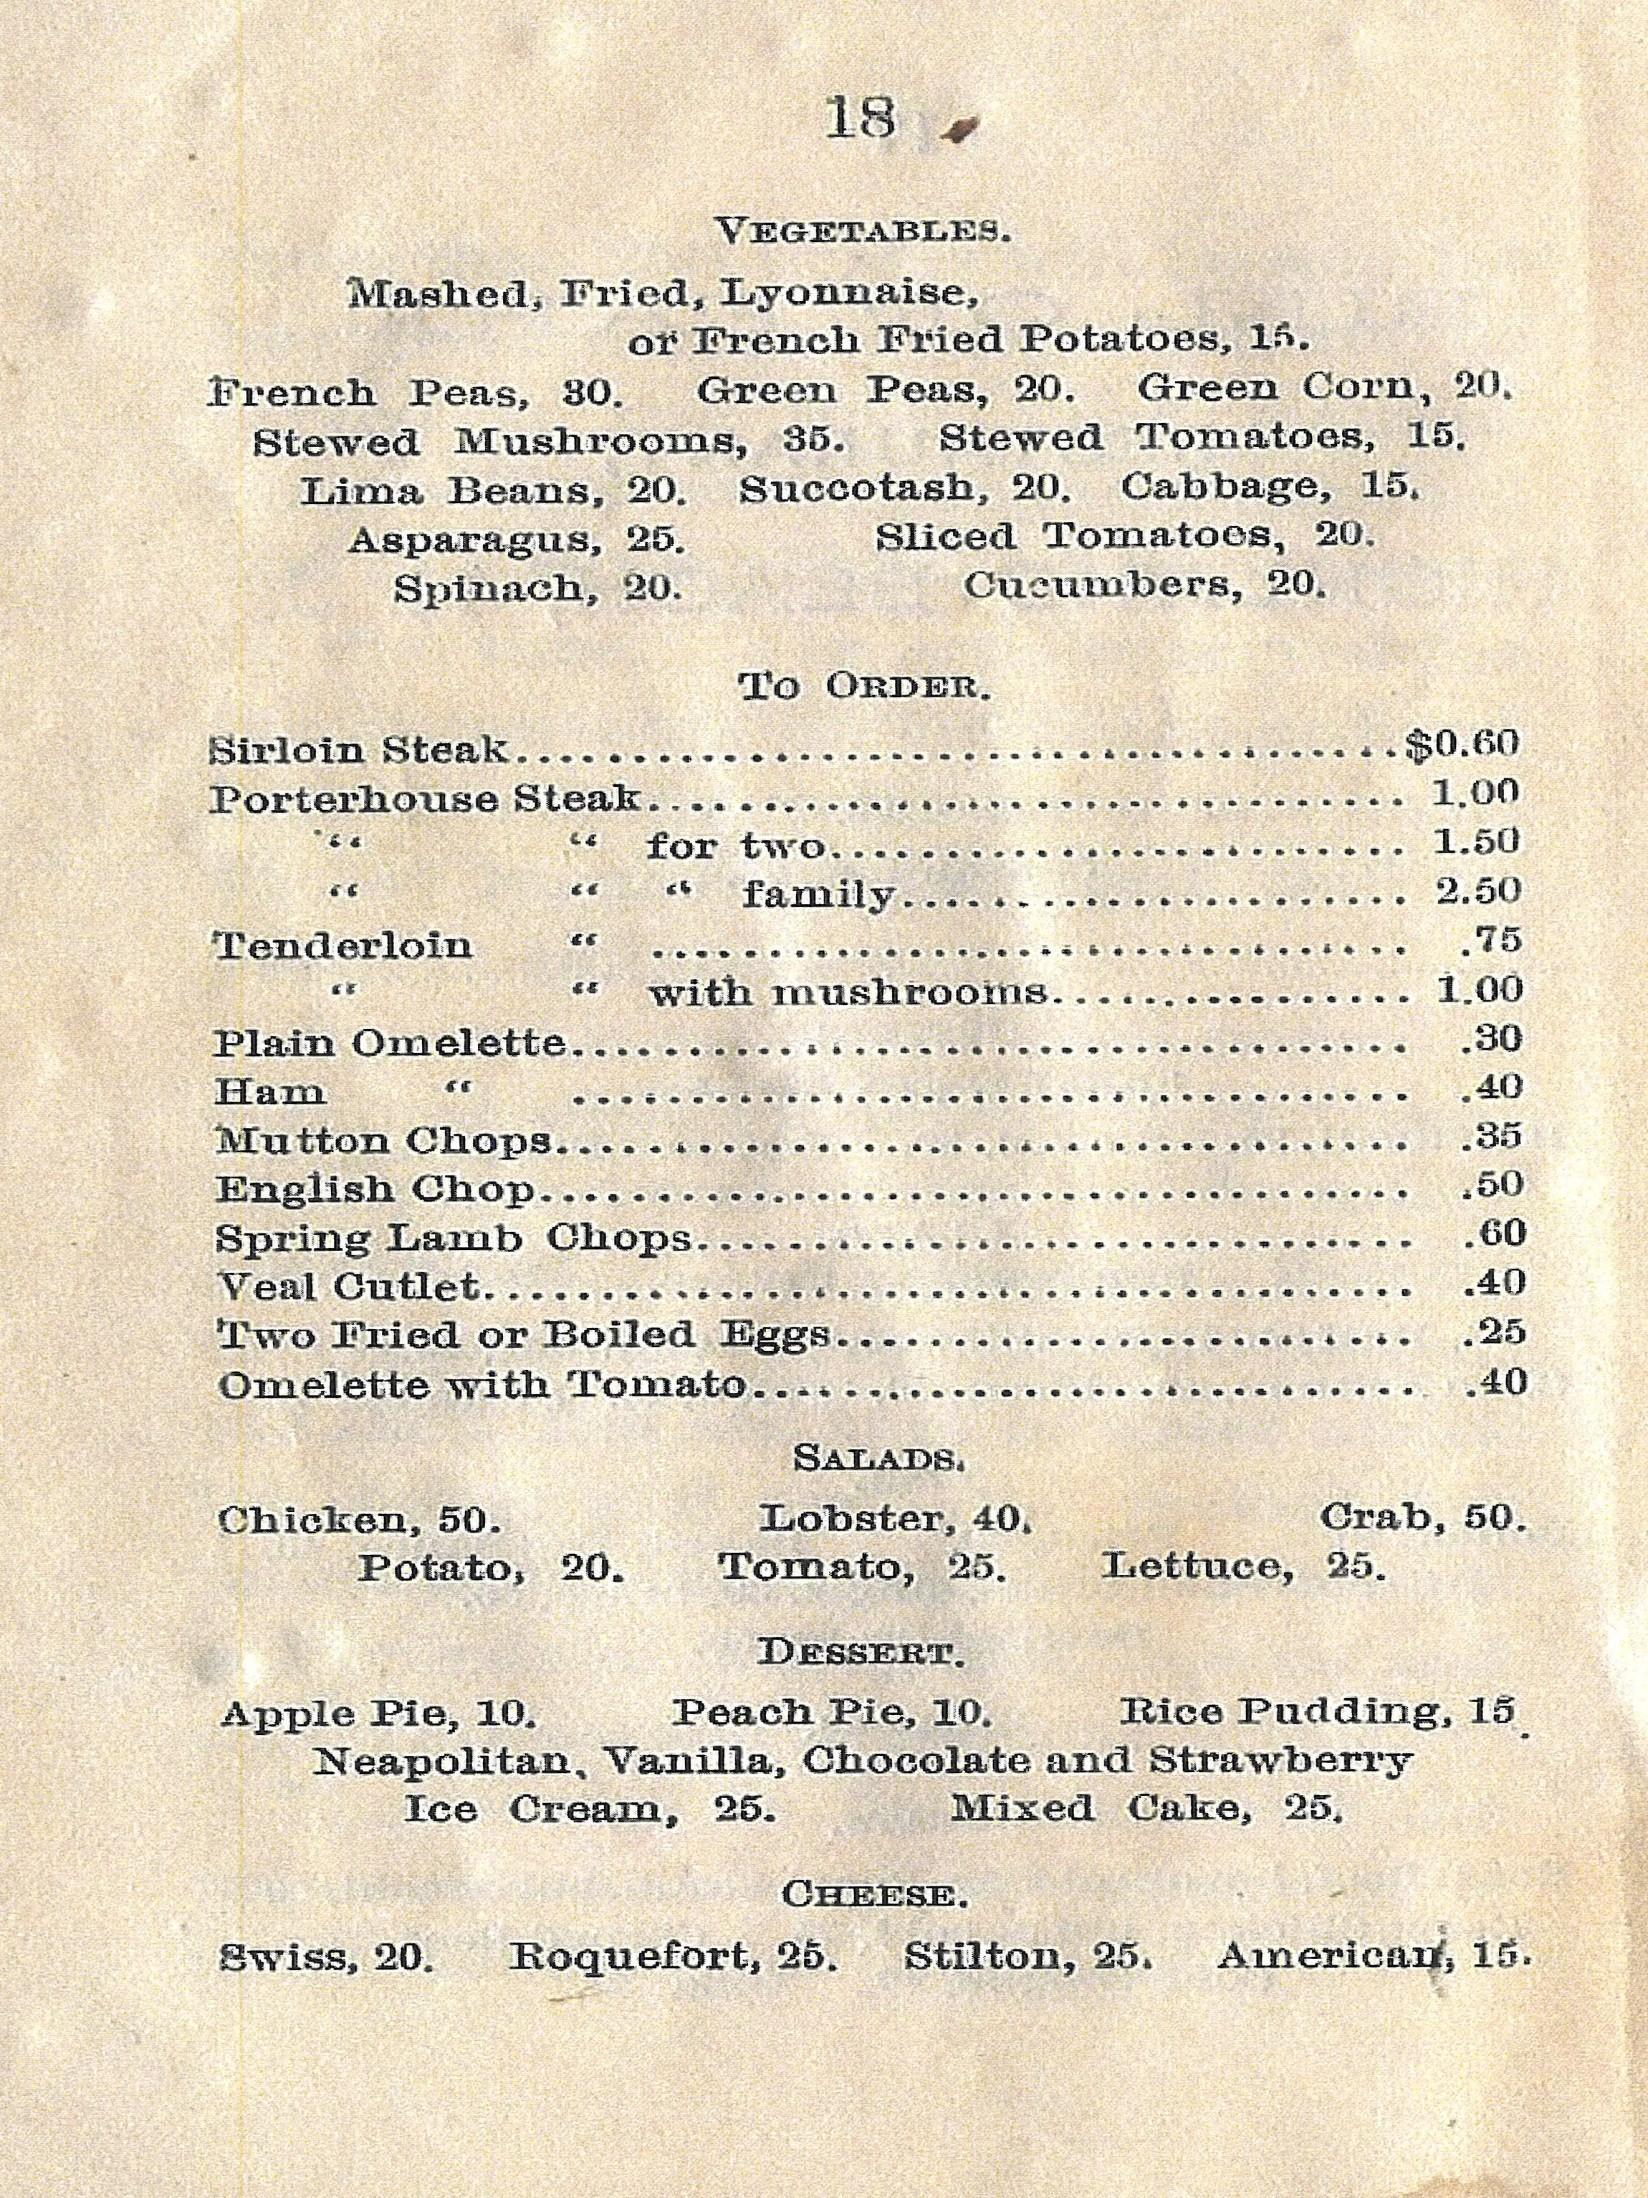 18
VEGETABLES.
Mashed, Fried, Lyonnaise,
or French Fried Potatoes, 15.
French Peas, 30. Green Peas, 20. Green Corn, 20.
Stewed Mushrooms, 35. Stewed Tomatoes, 15.
Lima Beans, 20. Succotash, 20. Cabbage, 15.
Asparagus, 25. Sliced Tomatoes, 20.
Spinach, 20. Cucumbers, 20.
TO ORDER.
Sirloin Steak........................................$0.60
Porterhouse Steak.................................. 1.00
“ “ for two.......................... 1.50
“ “ “ family...................... 2.50
Tenderloin “ .................................. .75
“ “ with mushrooms................ 1.00
Plain Omelette..................................... .30
Ham “ ..................................... .40
Mutton Chops...................................... .35
English Chop...................................... .50
Spring Lamb Chops................................ .60
Veal Cutlet......................................... .40
Two Fried or Boiled Eggs......................... .25
Omelette with Tomato............................. .40
SALADS.
Chicken, 50. Lobster, 40. Crab, 50.
Potato, 20. Tomato, 25. Lettuce, 25.
DESSERT.
Apple Pie, 10. Peach Pie, 10. Rice Pudding, 15.
Neapolitan, Vanilla, Chocolate and Strawberry
Ice Cream, 25. Mixed Cake, 25.
CHEESE.
Swiss, 20. Roquefort, 25. Stilton, 25. American, 15.